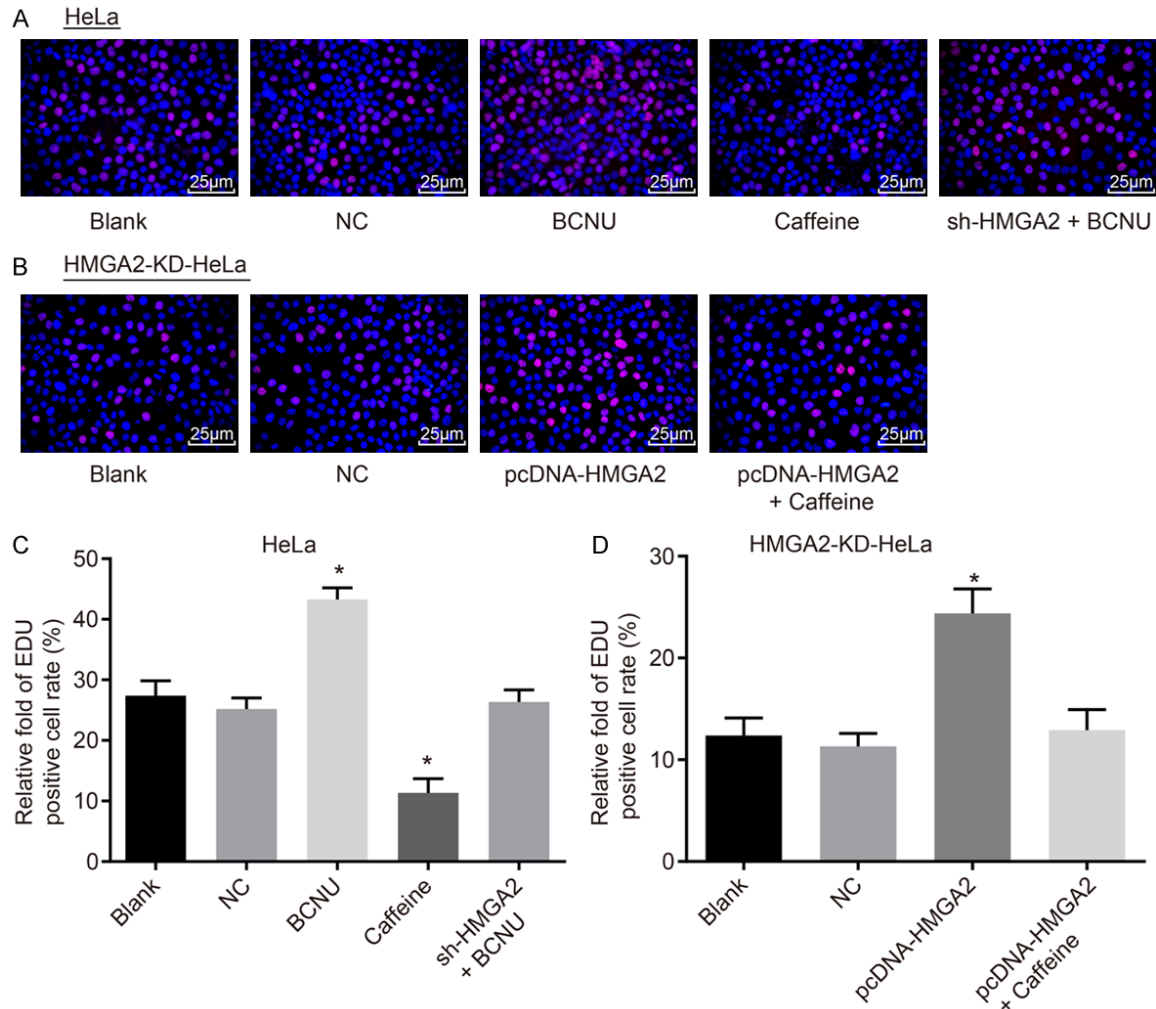 A HeLa
25µm 25µm 25µm 25µm 25µm
Blank NC BCNU Caffeine sh-HMGA2 + BCNU
B HMGA2-KD-HeLa
25µm 25µm 25µm 25µm
Blank NC pcDNA-HMGA2 pcDNA-HMGA2
+ Caffeine
C HeLa
50
40
30
20
10
0
Relative fold of EDU
positive cell rate (%)
*
*
Blank
NC
BCNU
Caffeine
sh-HMGA2
+ BCNU
D HMGA2-KD-HeLa
30
20
10
0
Relative fold of EDU
positive cell rate (%)
*
Blank
NC
pcDNA-HMGA2
pcDNA-HMGA2
+ Caffeine